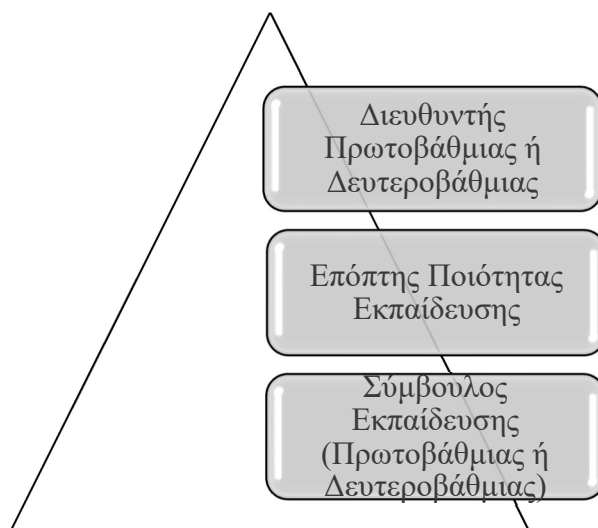 Διευθυντής
Πρωτοβάθμιας ή
Δευτεροβάθμιας
Επόπτης Ποιότητας
Εκπαίδευσης
Σύμβουλος
Εκπαίδευσης
(Πρωτοβάθμιας ή
Δευτεροβάθμιας)